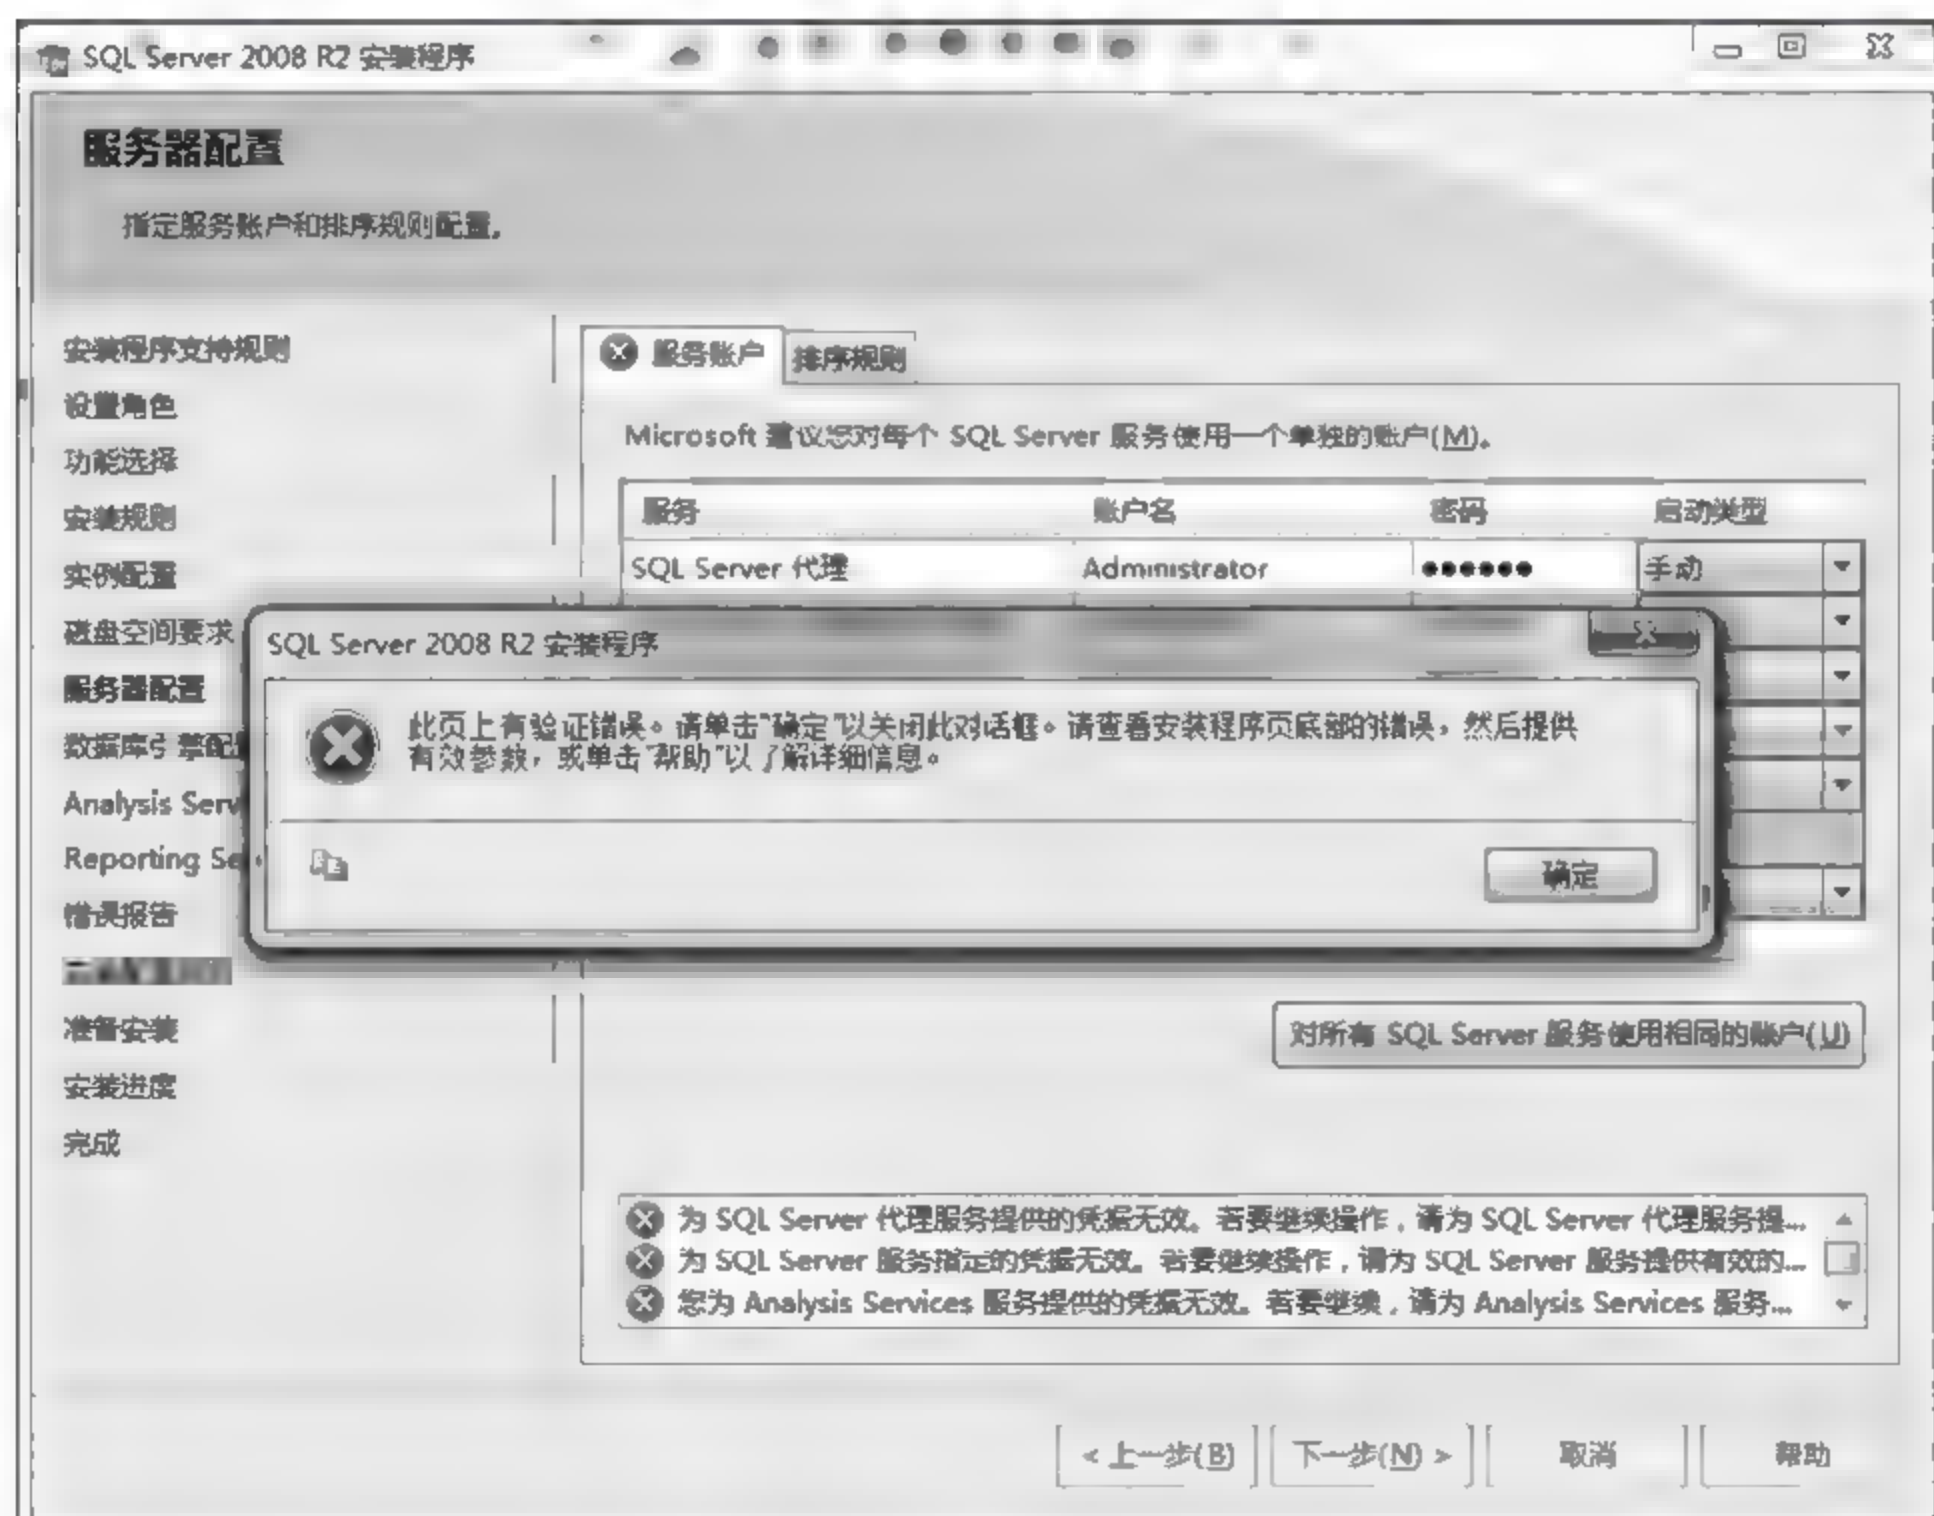 SQL Server 2008 R2 安装程序
服务器配置
指定服务账户和排序规则配置。
安装程序支持规则
设置角色
功能选择
安装规则
实例配置
磁盘空间要求
服务器配置
数据库引擎配
Analysis Serv
Reporting Se
错误报告
准备安装
安装进度
完成
服务账户 排序规则
Microsoft 建议您对每个 SQL Server 服务使用一个单独的账户(M)。
服务 账户名 密码 启动类型
SQL Server 代理 Administrator ●●●●●● 手动
SQL Server 2008 R2 安装程序
此页上有验证错误。请单击"确定"以关闭此对话框。请查看安装程序页底部的错误，然后提供
有效参数，或单击"帮助"以了解详细信息。
确定
对所有 SQL Server 服务使用相同的账户(U)
为 SQL Server 代理服务提供的凭据无效。若要继续操作，请为 SQL Server 代理服务提...
为 SQL Server 服务指定的凭据无效。若要继续操作，请为 SQL Server 服务提供有效的...
您为 Analysis Services 服务提供的凭据无效。若要继续，请为 Analysis Services 服务...
< 上一步(B) 下一步(N) > 取消 帮助